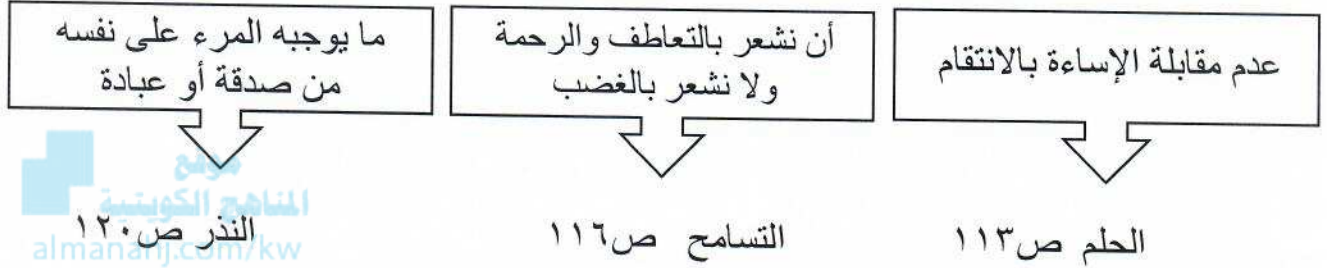 عدم مقابلة الإساءة بالانتقام
أن نشعر بالتعاطف والرحمة
ولا نشعر بالغضب
ما يوجبه المرء على نفسه
من صدقة أو عبادة
الحلم ص١١٣
التسامح ص١١٦
النذر ص١٢٠
موقع
المناهج الكويتية
almanahj.com/kw